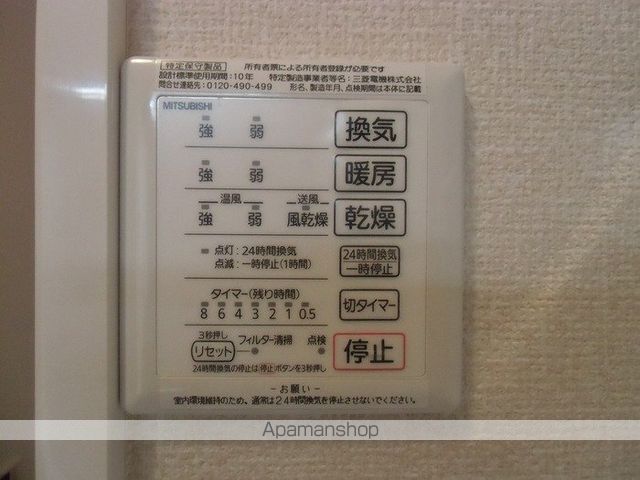 特定保守製品 所有者票による所有者登録が必要です
設計標準使用期間:10年 特定製造事業者等名:三菱電機株式会社
問合せ連絡先:0120-490-499 形名、製造年月、点検期間は本体に記載
MITSUBISHI
強 弱 換気
強 弱 暖房
温風 送風
強 弱 風乾燥 乾燥
点灯:24時間換気
点滅:一時停止(1時間)
24時間換気
一時停止
タイマー(残り時間)
8 6 4 3 2 1 0.5
切タイマー
3秒押し
リセット フィルター清掃 点検
停止
24時間換気の停止は停止ボタンを3秒押し
-お願い-
室内環境維持のため、通常は24時間換気を停止させないでください。
Apamanshop